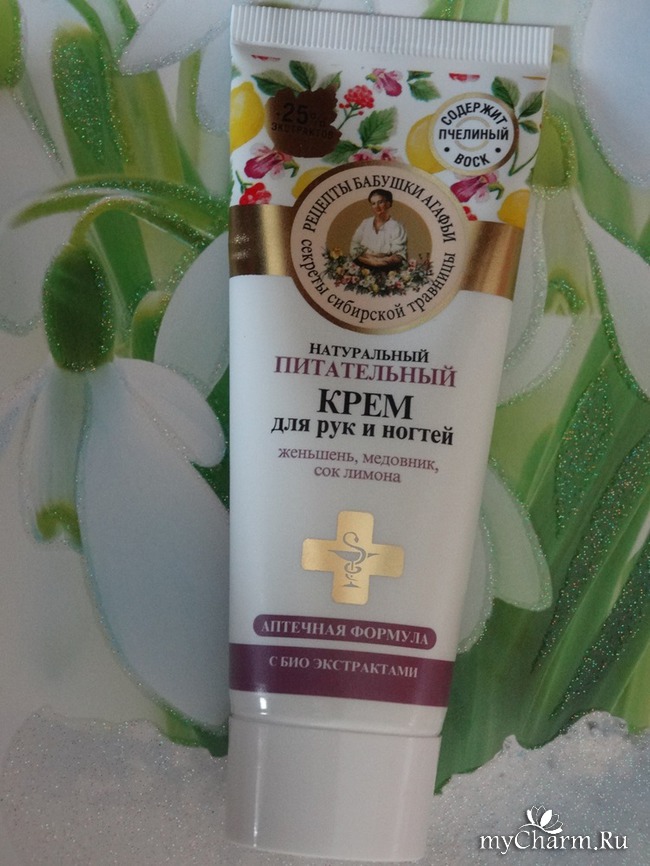 25%
ЭКСТРАКТОВ
СОДЕРЖИТ
ПЧЕЛИНЫЙ
ВОСК
РЕЦЕПТЫ БАБУШКИ АГАФЬИ
секреты сибирской травницы
НАТУРАЛЬНЫЙ
ПИТАТЕЛЬНЫЙ
КРЕМ
для рук и ногтей
женьшень, медовник,
сок лимона
АПТЕЧНАЯ ФОРМУЛА
С БИО ЭКСТРАКТАМИ
myCharm.Ru